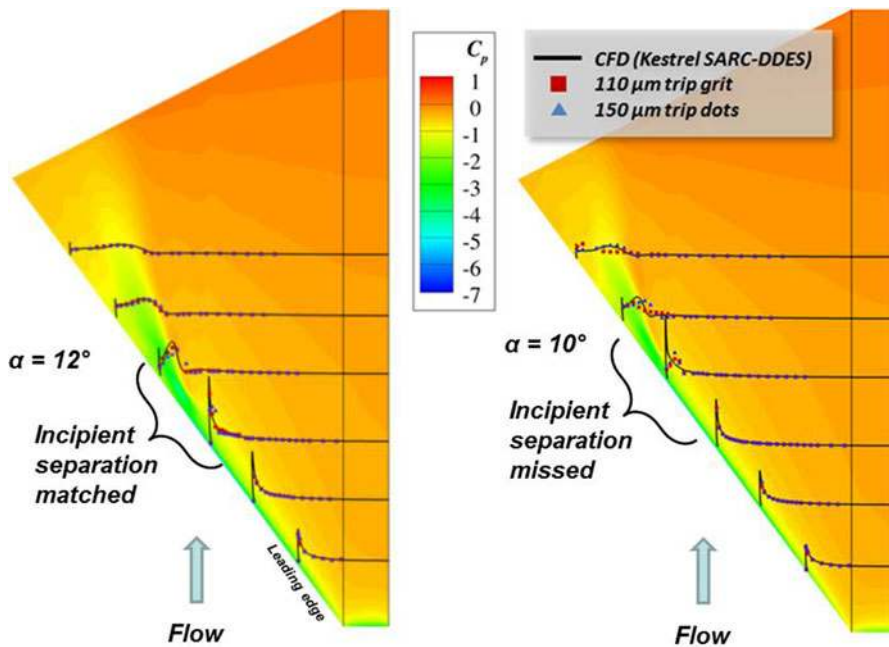 C_p
1
0
-1
-2
-3
-4
-5
-6
-7
CFD (Kestrel SARC-DDES)
110 μm trip grit
150 μm trip dots
α = 12°
Incipient
separation
matched
Leading edge
Flow
α = 10°
Incipient
separation
missed
Flow